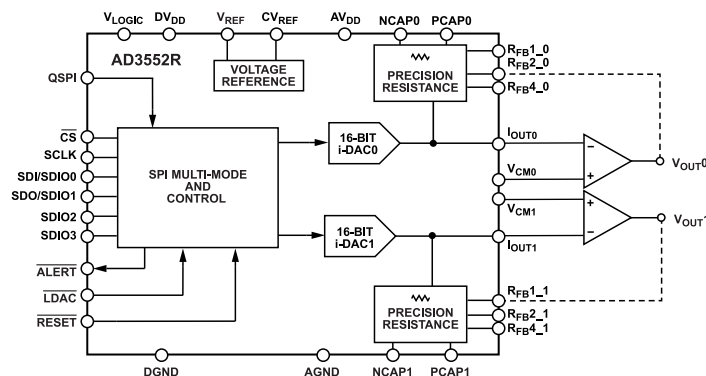 VLOGIC DVDD VREF CVREF AVDD NCAP0 PCAP0
AD3552R
QSPI
VOLTAGE
REFERENCE
PRECISION
RESISTANCE
RFB1_0
RFB2_0
RFB4_0
CS
SCLK
SDI/SDIO0
SDO/SDIO1
SDIO2
SDIO3
ALERT
LDAC
RESET
SPI MULTI-MODE
AND
CONTROL
16-BIT
i-DAC0
IOUT0
VCM0
VOUT0
VCM1
VOUT1
16-BIT
i-DAC1
IOUT1
PRECISION
RESISTANCE
RFB1_1
RFB2_1
RFB4_1
DGND AGND NCAP1 PCAP1